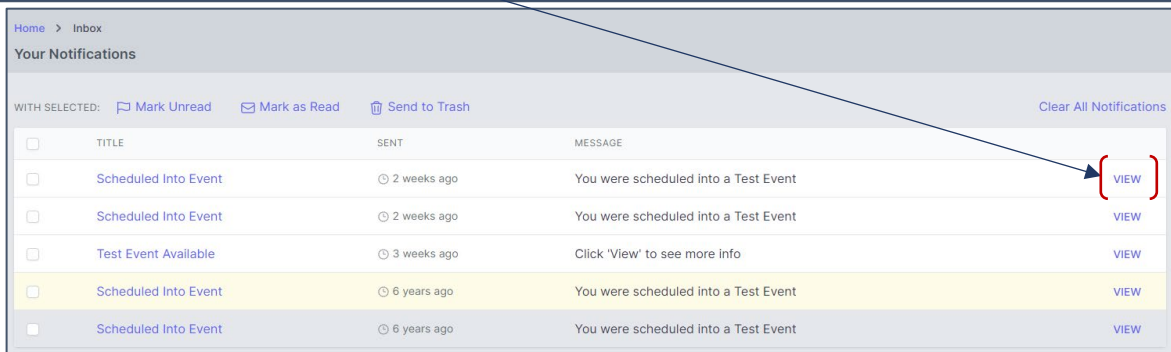 Home > Inbox
Your Notifications
WITH SELECTED: Mark Unread Mark as Read Send to Trash Clear All Notifications
TITLE SENT MESSAGE
Scheduled Into Event 2 weeks ago You were scheduled into a Test Event VIEW
Scheduled Into Event 2 weeks ago You were scheduled into a Test Event VIEW
Test Event Available 3 weeks ago Click 'View' to see more info VIEW
Scheduled Into Event 6 years ago You were scheduled into a Test Event VIEW
Scheduled Into Event 6 years ago You were scheduled into a Test Event VIEW